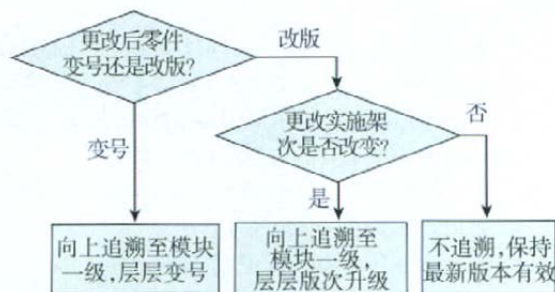 更改后零件
变号还是改版?
改版
更改实施架
次是否改变?
否
变号
是
向上追溯至模块
一级,层层变号
向上追溯至
模块一级,
层层版次升级
不追溯,保持
最新版本有效